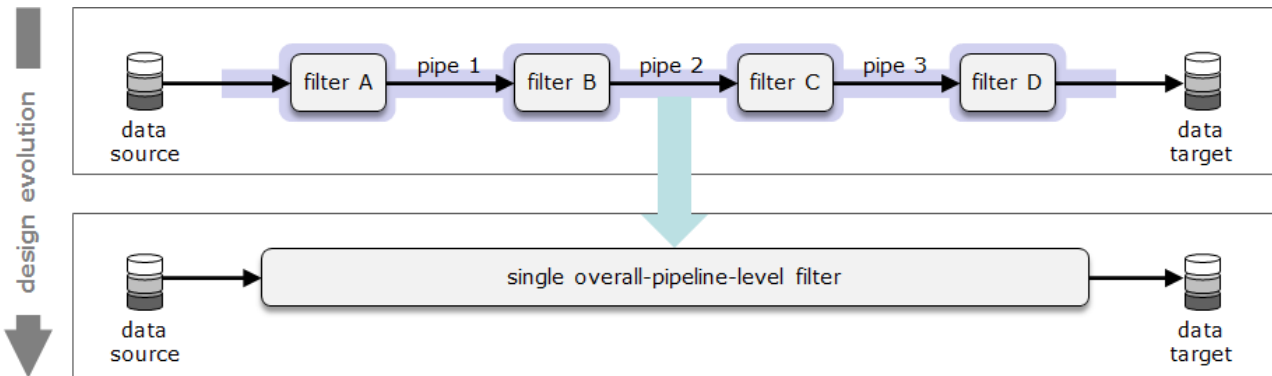 design evolution
filter A
pipe 1
filter B
pipe 2
filter C
pipe 3
filter D
data
source
data
target
single overall-pipeline-level filter
data
source
data
target